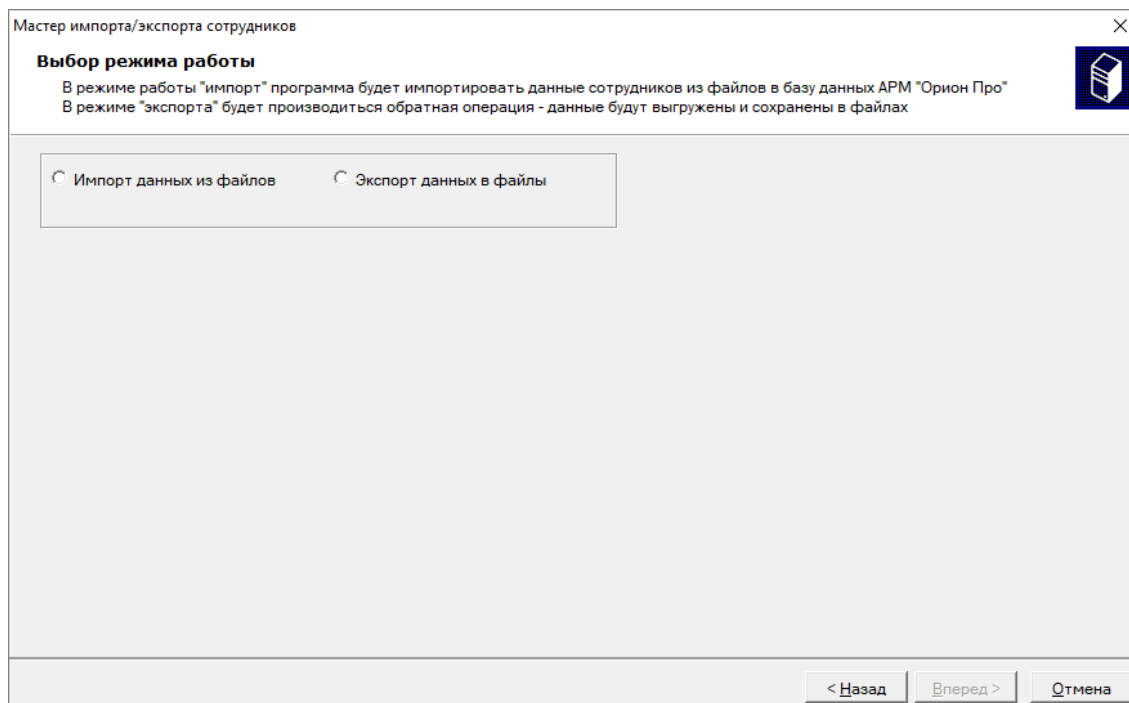 Мастер импорта/экспорта сотрудников
Выбор режима работы
В режиме работы "импорт" программа будет импортировать данные сотрудников из файлов в базу данных АРМ "Орион Про"
В режиме "экспорта" будет производиться обратная операция - данные будут выгружены и сохранены в файлах
Импорт данных из файлов Экспорт данных в файлы
< Назад Вперед > Отмена